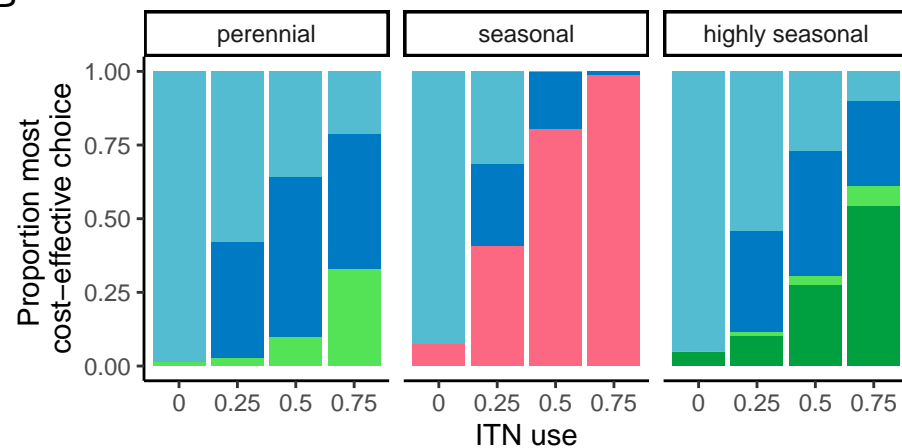 perennial seasonal highly seasonal
Proportion most
cost−effective choice
1.00
0.75
0.50
0.25
0.00
0 0.25 0.5 0.75 0 0.25 0.5 0.75 0 0.25 0.5 0.75
ITN use